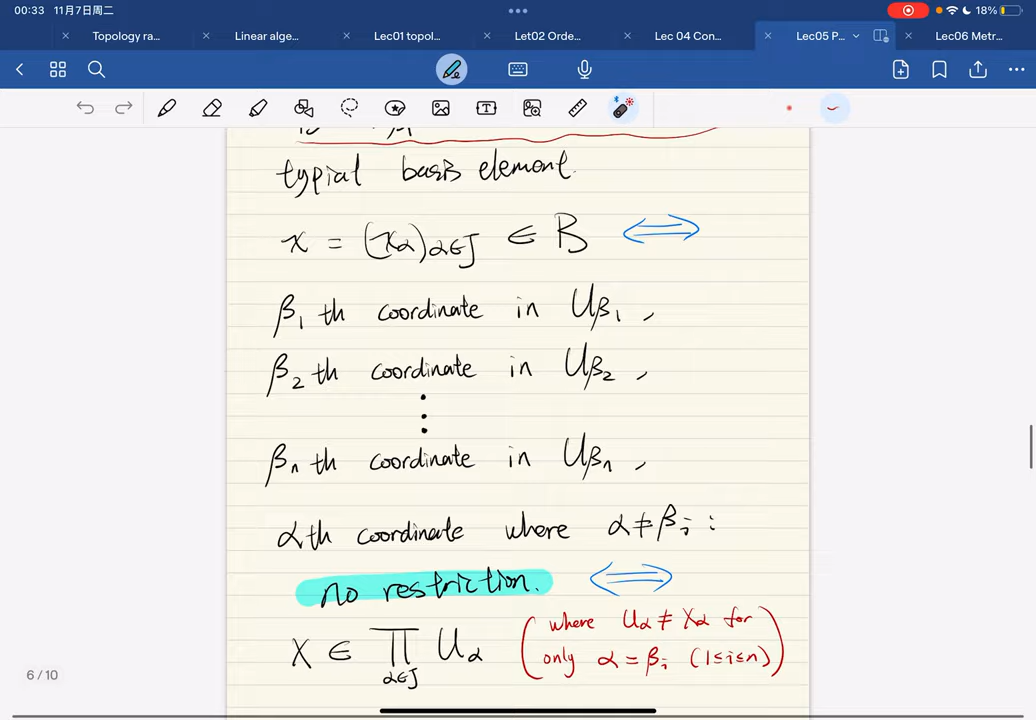 00:33 11月7日周二
18%
Topology ra...
Linear alge...
Lec01 topol...
Let02 Orde...
Lec 04 Con...
Lec05 P...
Lec06 Metr...
typial basis element.
x = (xα)α∈J ∈ B ⟺
β₁ th coordinate in Uβ₁ ,
β₂ th coordinate in Uβ₂ ,
⋮
βₙ th coordinate in Uβₙ ,
αth coordinate where α≠βᵢ :
no restriction. ⟺
(where Uα ≠ Xα for
X ∈ ∏α∈J Uα
only α = βᵢ (1≤i≤n))
6 / 10